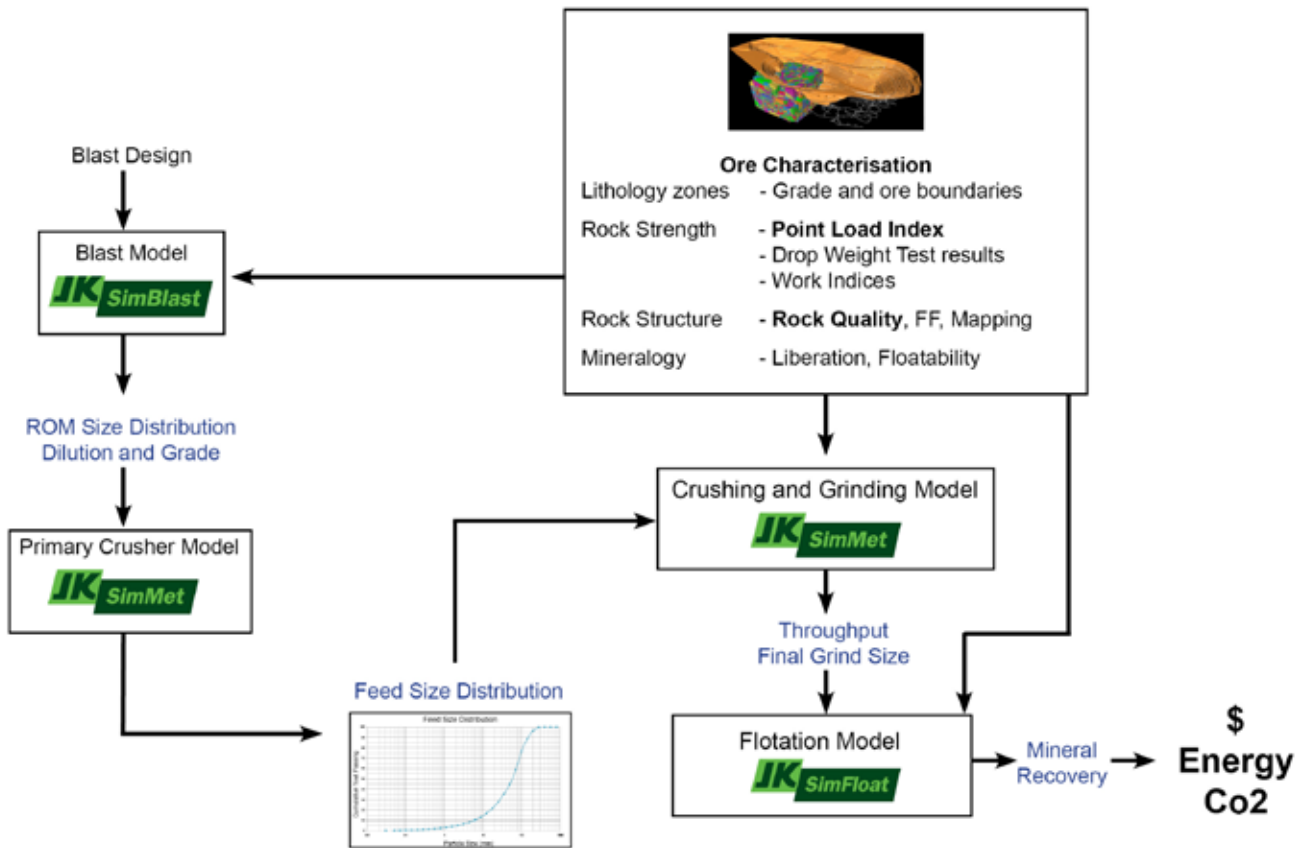 Blast Design
Blast Model
JK SimBlast
ROM Size Distribution
Dilution and Grade
Primary Crusher Model
JK SimMet
Feed Size Distribution
Feed Size Distribution
Particle Size (mm)
Ore Characterisation
Lithology zones - Grade and ore boundaries
Rock Strength - Point Load Index
- Drop Weight Test results
- Work Indices
Rock Structure - Rock Quality, FF, Mapping
Mineralogy - Liberation, Floatability
Crushing and Grinding Model
JK SimMet
Throughput
Final Grind Size
Flotation Model
JK SimFloat
Mineral
Recovery
$
Energy
Co2